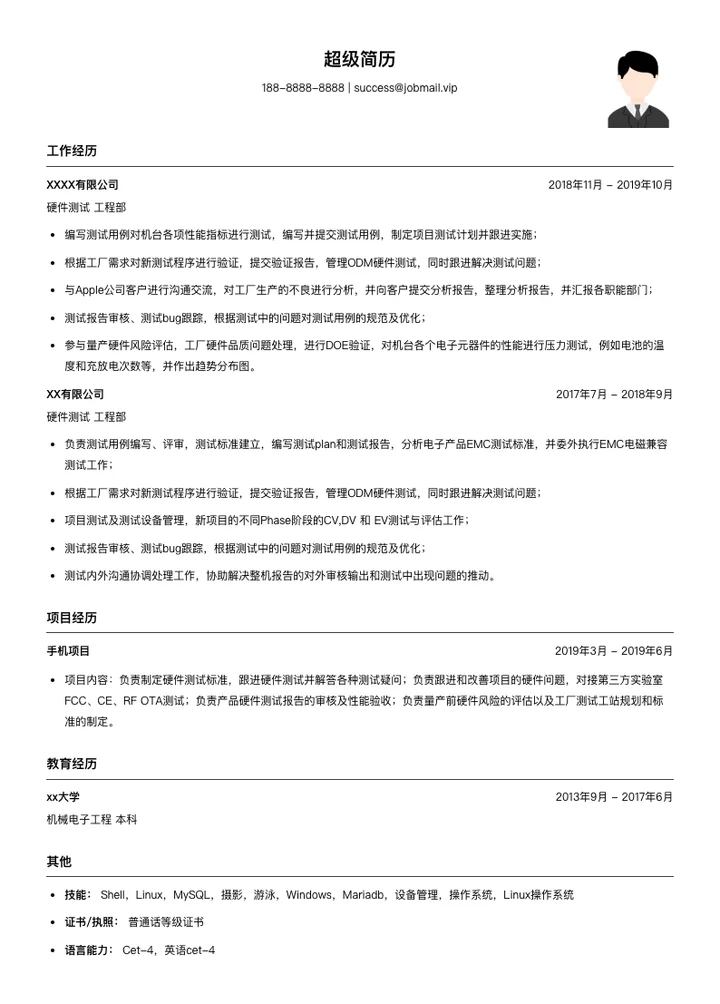 超级简历
188-8888-8888 | success@jobmail.vip
工作经历
XXXX有限公司 2018年11月 – 2019年10月
硬件测试 工程部
• 编写测试用例对机台各项性能指标进行测试，编写并提交测试用例，制定项目测试计划并跟进实施；
• 根据工厂需求对新测试程序进行验证，提交验证报告，管理ODM硬件测试，同时跟进解决测试问题；
• 与Apple公司客户进行沟通交流，对工厂生产的不良进行分析，并向客户提交分析报告，整理分析报告，并汇报各职能部门；
• 测试报告审核、测试bug跟踪，根据测试中的问题对测试用例的规范及优化；
• 参与量产硬件风险评估，工厂硬件品质问题处理，进行DOE验证，对机台各个电子元器件的性能进行压力测试，例如电池的温
度和充放电次数等，并作出趋势分布图。
XX有限公司 2017年7月 – 2018年9月
硬件测试 工程部
• 负责测试用例编写、评审，测试标准建立，编写测试plan和测试报告，分析电子产品EMC测试标准，并委外执行EMC电磁兼容
测试工作；
• 根据工厂需求对新测试程序进行验证，提交验证报告，管理ODM硬件测试，同时跟进解决测试问题；
• 项目测试及测试设备管理，新项目的不同Phase阶段的CV,DV 和 EV测试与评估工作；
• 测试报告审核、测试bug跟踪，根据测试中的问题对测试用例的规范及优化；
• 测试内外沟通协调处理工作，协助解决整机报告的对外审核输出和测试中出现问题的推动。
项目经历
手机项目 2019年3月 – 2019年6月
• 项目内容：负责制定硬件测试标准，跟进硬件测试并解答各种测试疑问；负责跟进和改善项目的硬件问题，对接第三方实验室
FCC、CE、RF OTA测试；负责产品硬件测试报告的审核及性能验收；负责量产前硬件风险的评估以及工厂测试工站规划和标
准的制定。
教育经历
xx大学 2013年9月 – 2017年6月
机械电子工程 本科
其他
• 技能： Shell，Linux，MySQL，摄影，游泳，Windows，Mariadb，设备管理，操作系统，Linux操作系统
• 证书/执照： 普通话等级证书
• 语言能力： Cet-4，英语cet-4